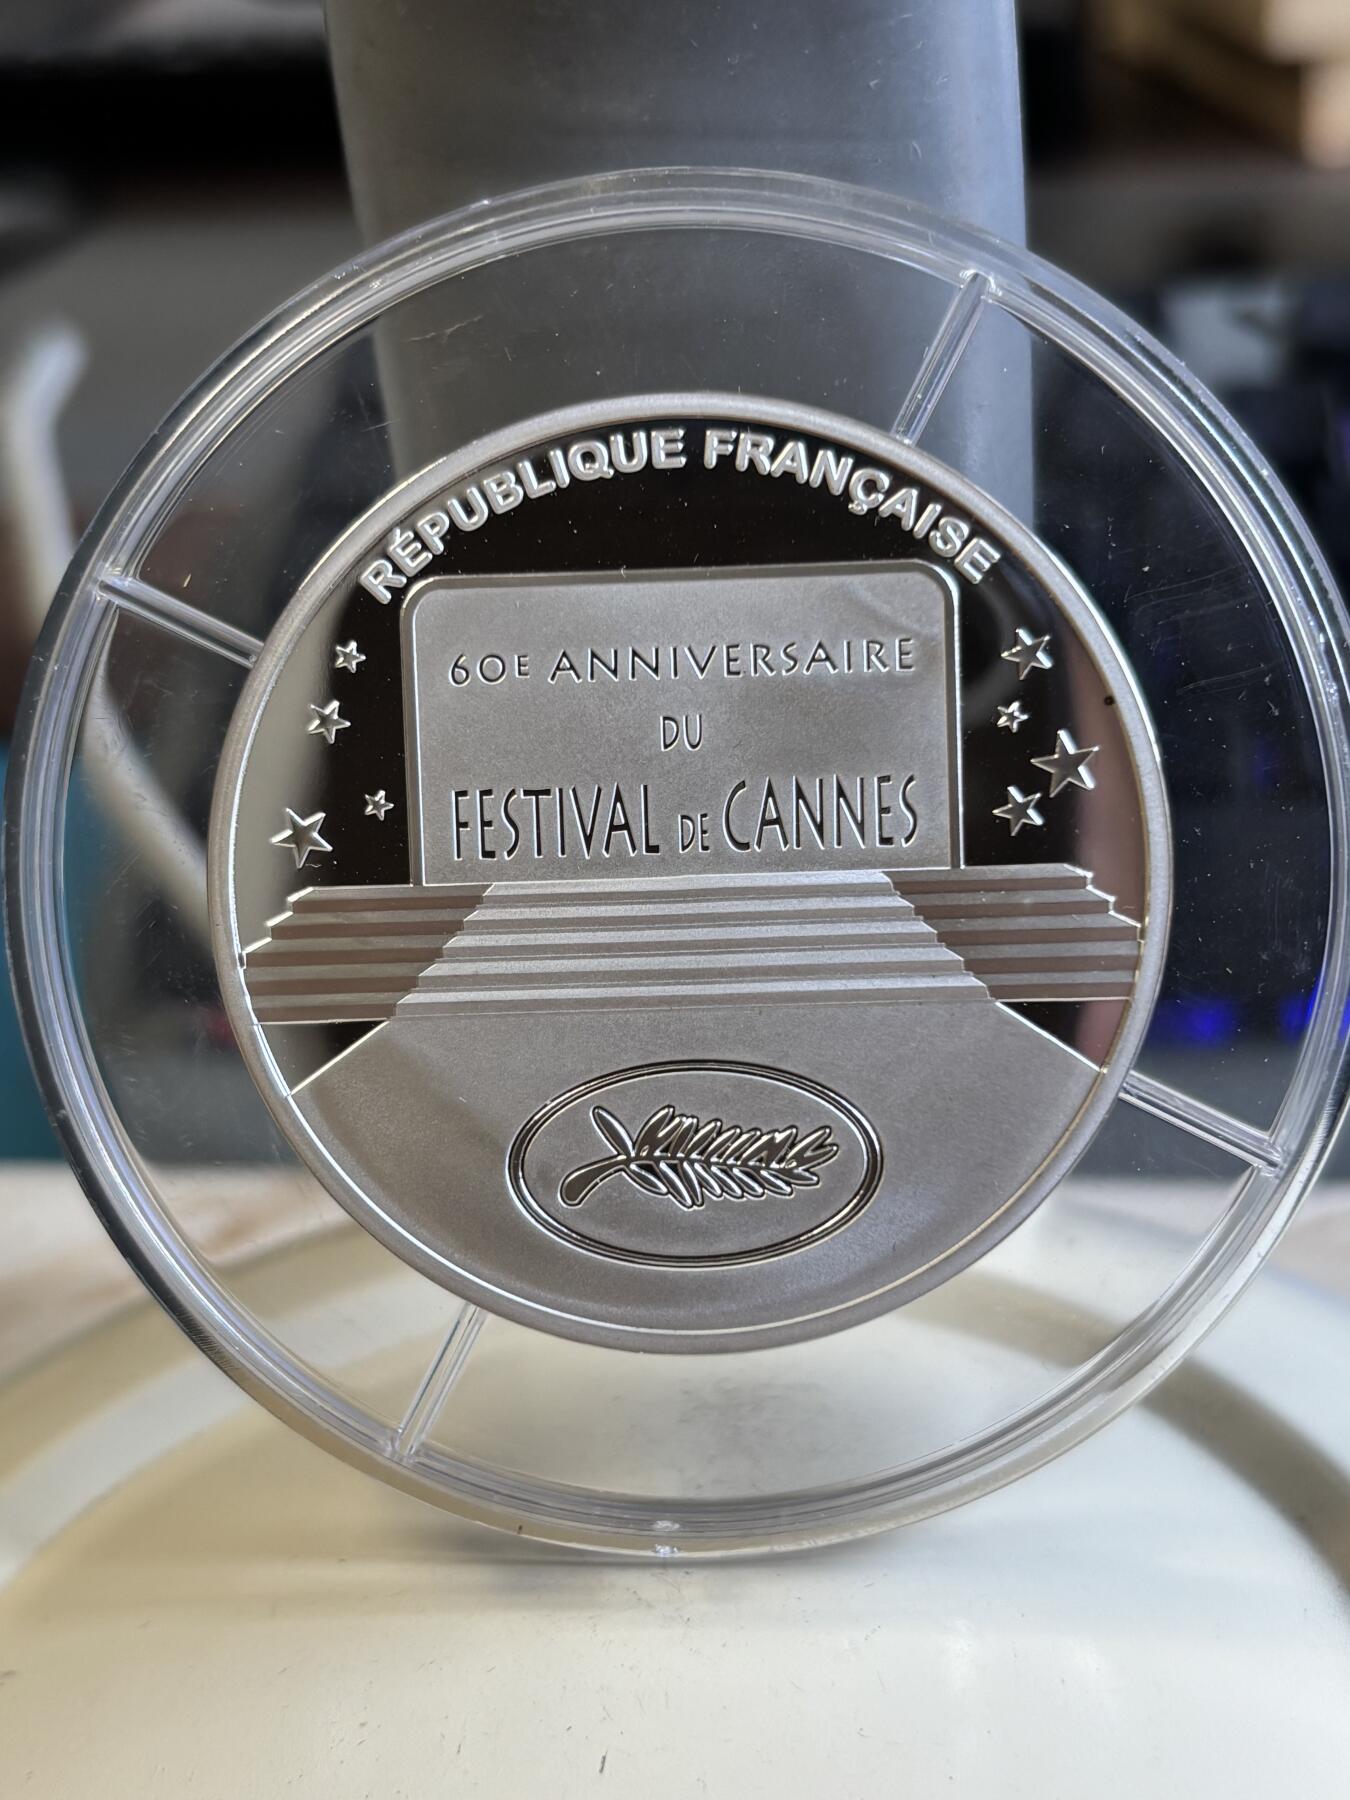 RÉPUBLIQUE FRANÇAISE
60E ANNIVERSAIRE
DU
FESTIVAL DE CANNES